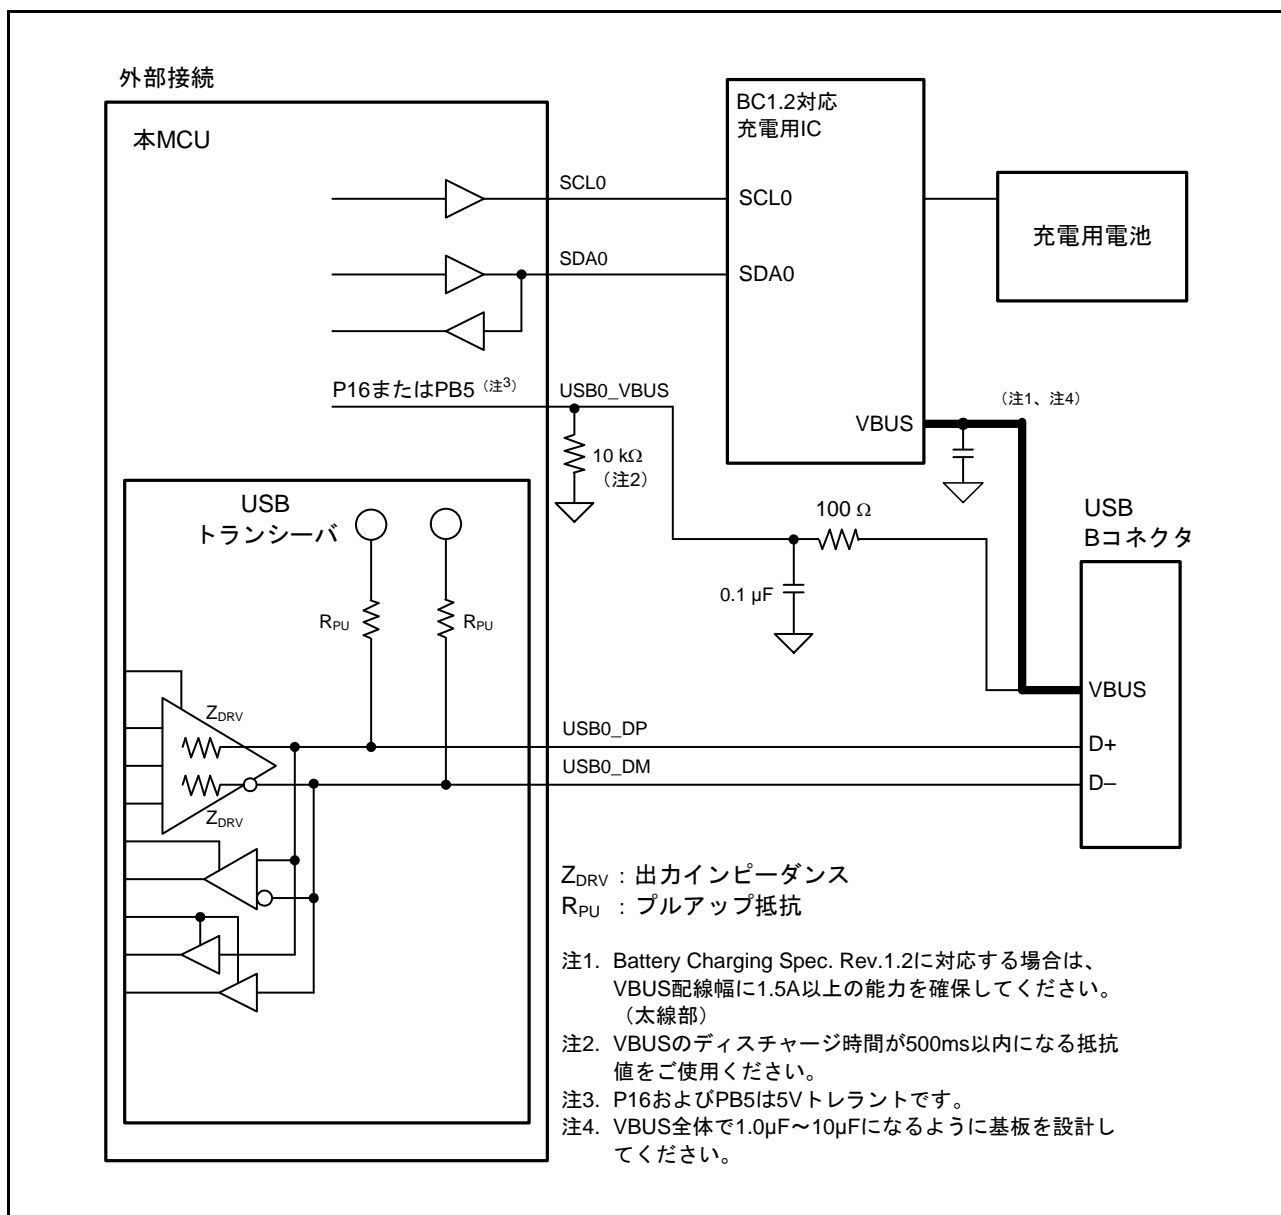 外部接続
本MCU
BC1.2対応
充電用IC
SCL0
SCL0
充電用電池
SDA0
SDA0
P16またはPB5（注3）
USB0_VBUS
（注1、注4）
VBUS
10 kΩ
（注2）
USB
トランシーバ
100 Ω
USB
Bコネクタ
0.1 µF
RPU
RPU
VBUS
ZDRV
USB0_DP
D+
USB0_DM
D–
ZDRV
ZDRV：出力インピーダンス
RPU ：プルアップ抵抗
注1. Battery Charging Spec. Rev.1.2に対応する場合は、
VBUS配線幅に1.5A以上の能力を確保してください。
（太線部）
注2. VBUSのディスチャージ時間が500ms以内になる抵抗
値をご使用ください。
注3. P16およびPB5は5Vトレラントです。
注4. VBUS全体で1.0µF～10µFになるように基板を設計し
てください。